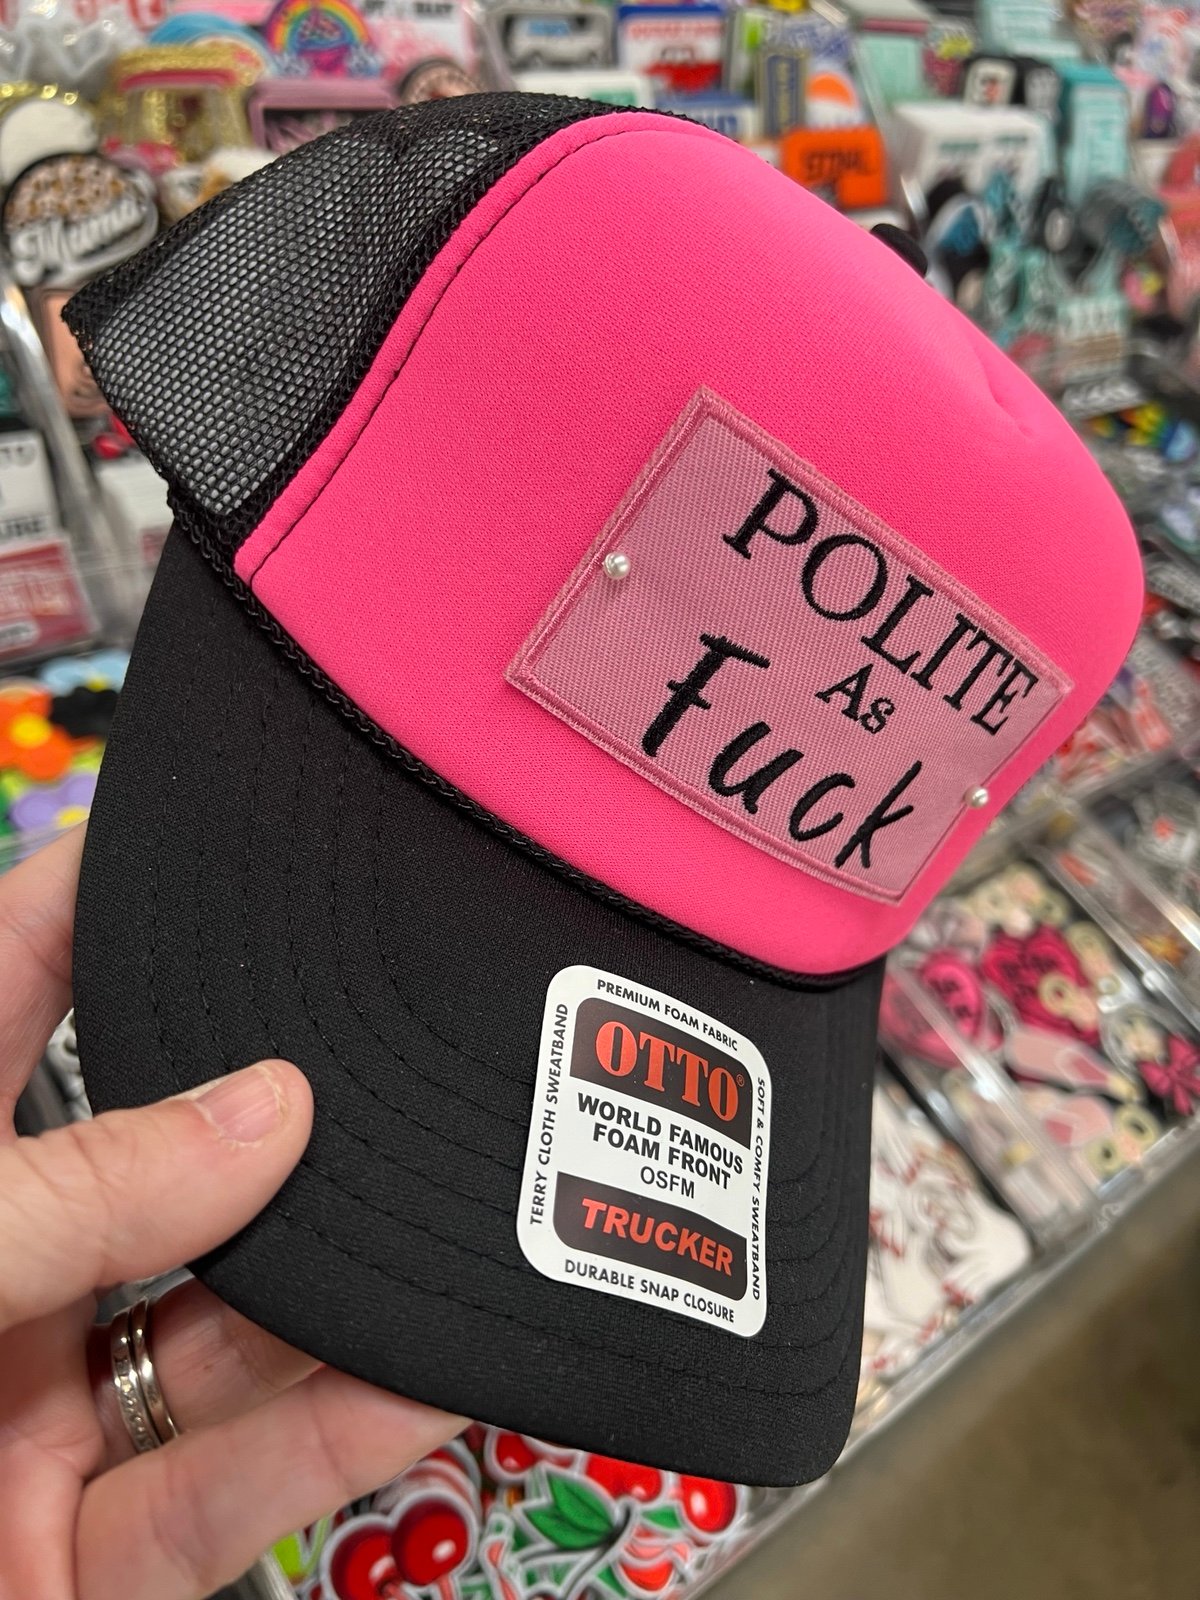 POLITE
As
Fuck
PREMIUM FOAM FABRIC
TERRY CLOTH SWEATBAND
SOFT & COMFY SWEATBAND
OTTO®
WORLD FAMOUS
FOAM FRONT
OSFM
TRUCKER
DURABLE SNAP CLOSURE
Mama